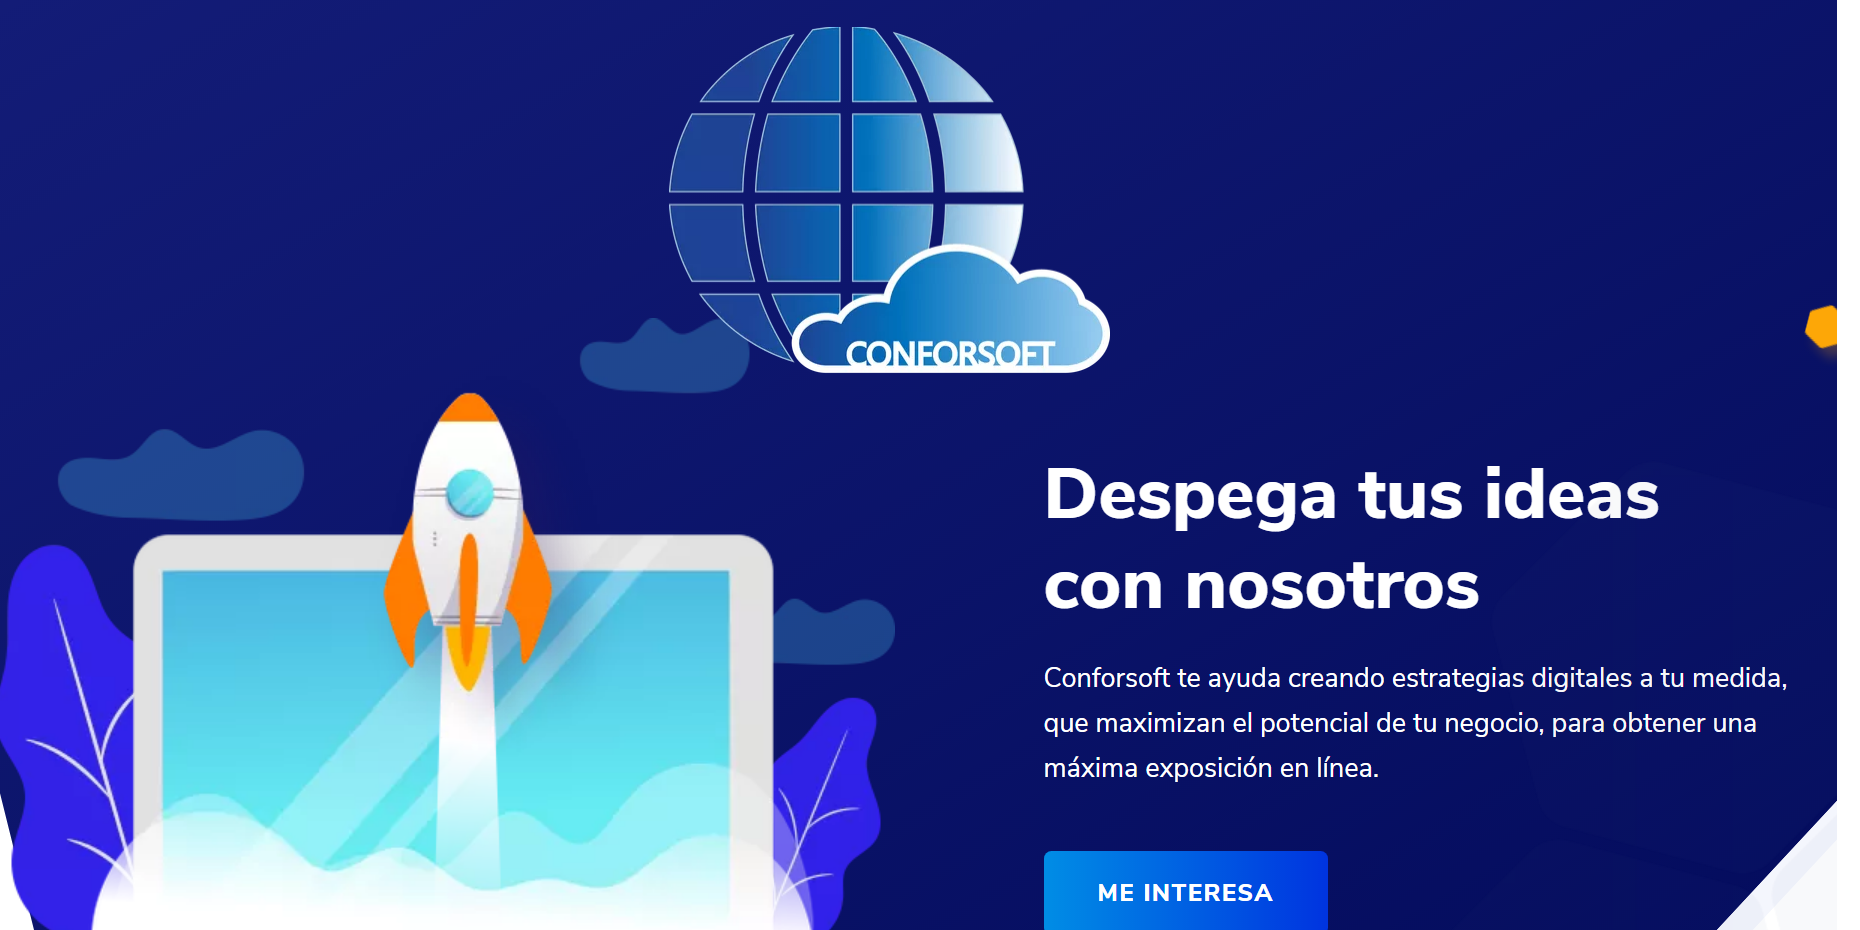 CONFORSOFT
Despega tus ideas
con nosotros
Conforsoft te ayuda creando estrategias digitales a tu medida,
que maximizan el potencial de tu negocio, para obtener una
máxima exposición en línea.
ME INTERESA